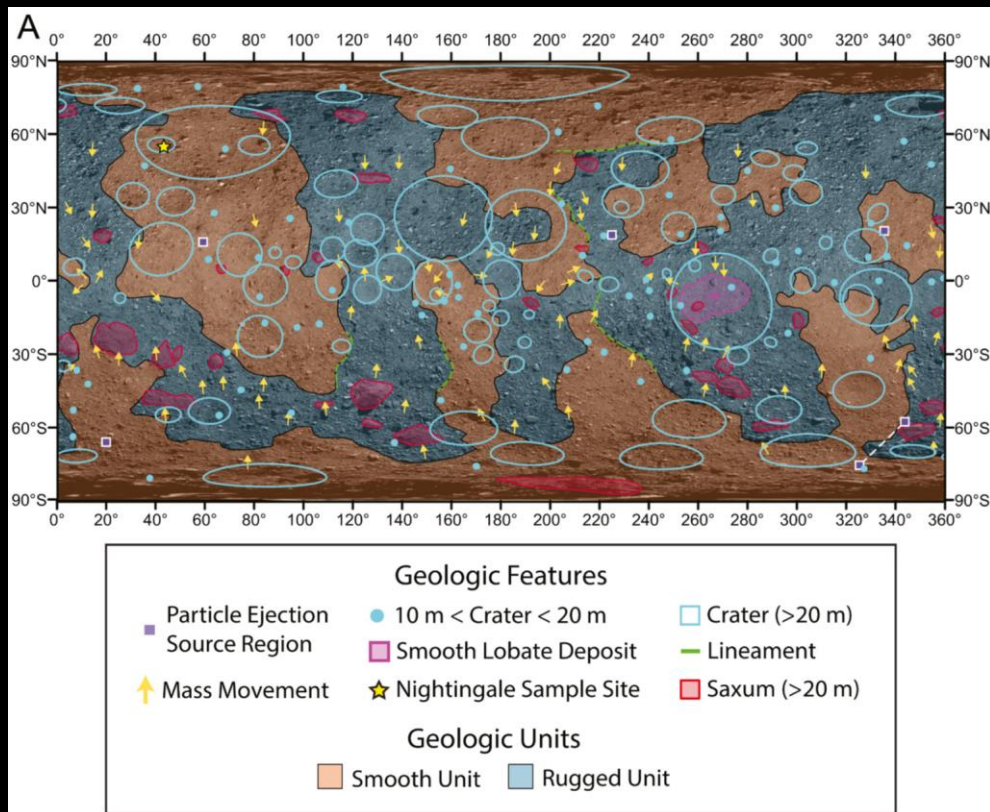 A
0° 20° 40° 60° 80° 100° 120° 140° 160° 180° 200° 220° 240° 260° 280° 300° 320° 340° 360°
90°N 90°N
60°N 60°N
30°N 30°N
0° 0°
30°S 30°S
60°S 60°S
90°S 90°S
0° 20° 40° 60° 80° 100° 120° 140° 160° 180° 200° 220° 240° 260° 280° 300° 320° 340° 360°
Geologic Features
Particle Ejection
Source Region
10 m < Crater < 20 m
Crater (>20 m)
Smooth Lobate Deposit
Lineament
Mass Movement
Nightingale Sample Site
Saxum (>20 m)
Geologic Units
Smooth Unit
Rugged Unit